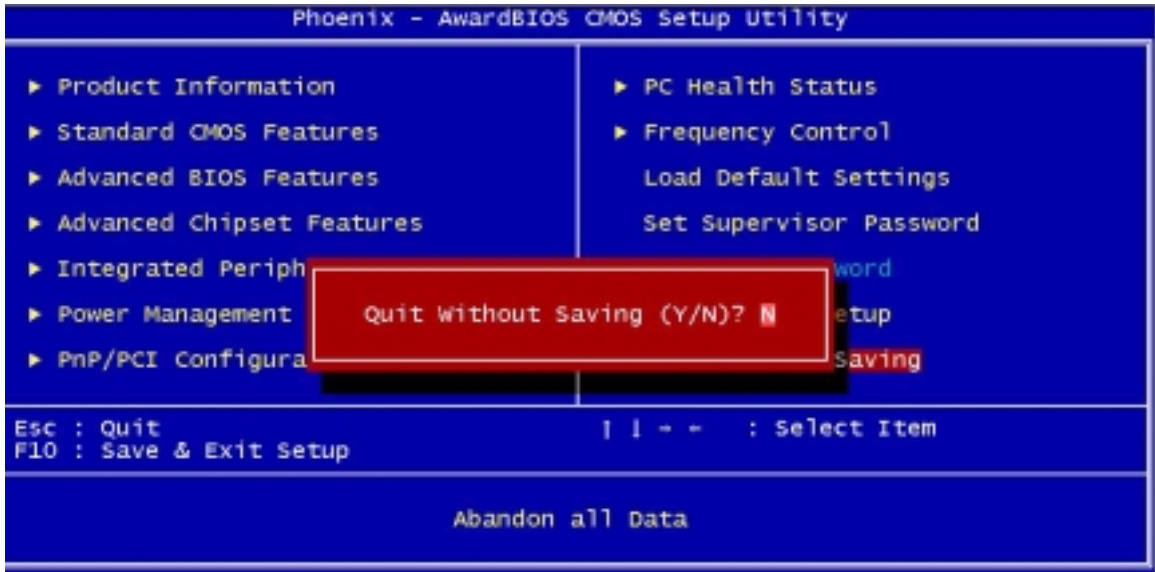 Phoenix - AwardBIOS CMOS Setup Utility
▶ Product Information
▶ Standard CMOS Features
▶ Advanced BIOS Features
▶ Advanced Chipset Features
▶ Integrated Periph
▶ Power Management
▶ PnP/PCI Configura
▶ PC Health Status
▶ Frequency Control
Load Default Settings
Set Supervisor Password
word
etup
Saving
Quit Without Saving (Y/N)? N
Esc : Quit
F10 : Save & Exit Setup
↑ ↓ → ← : Select Item
Abandon all Data